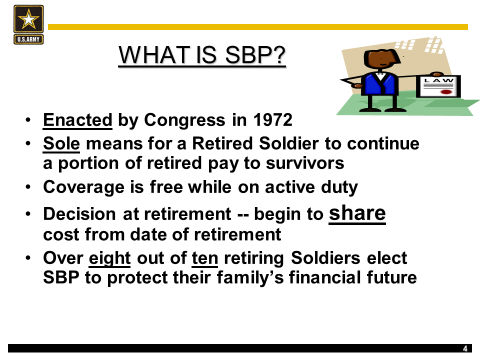 U.S.ARMY
WHAT IS SBP?
LAW
• Enacted by Congress in 1972
• Sole means for a Retired Soldier to continue
a portion of retired pay to survivors
• Coverage is free while on active duty
• Decision at retirement -- begin to share
cost from date of retirement
• Over eight out of ten retiring Soldiers elect
SBP to protect their family’s financial future
4